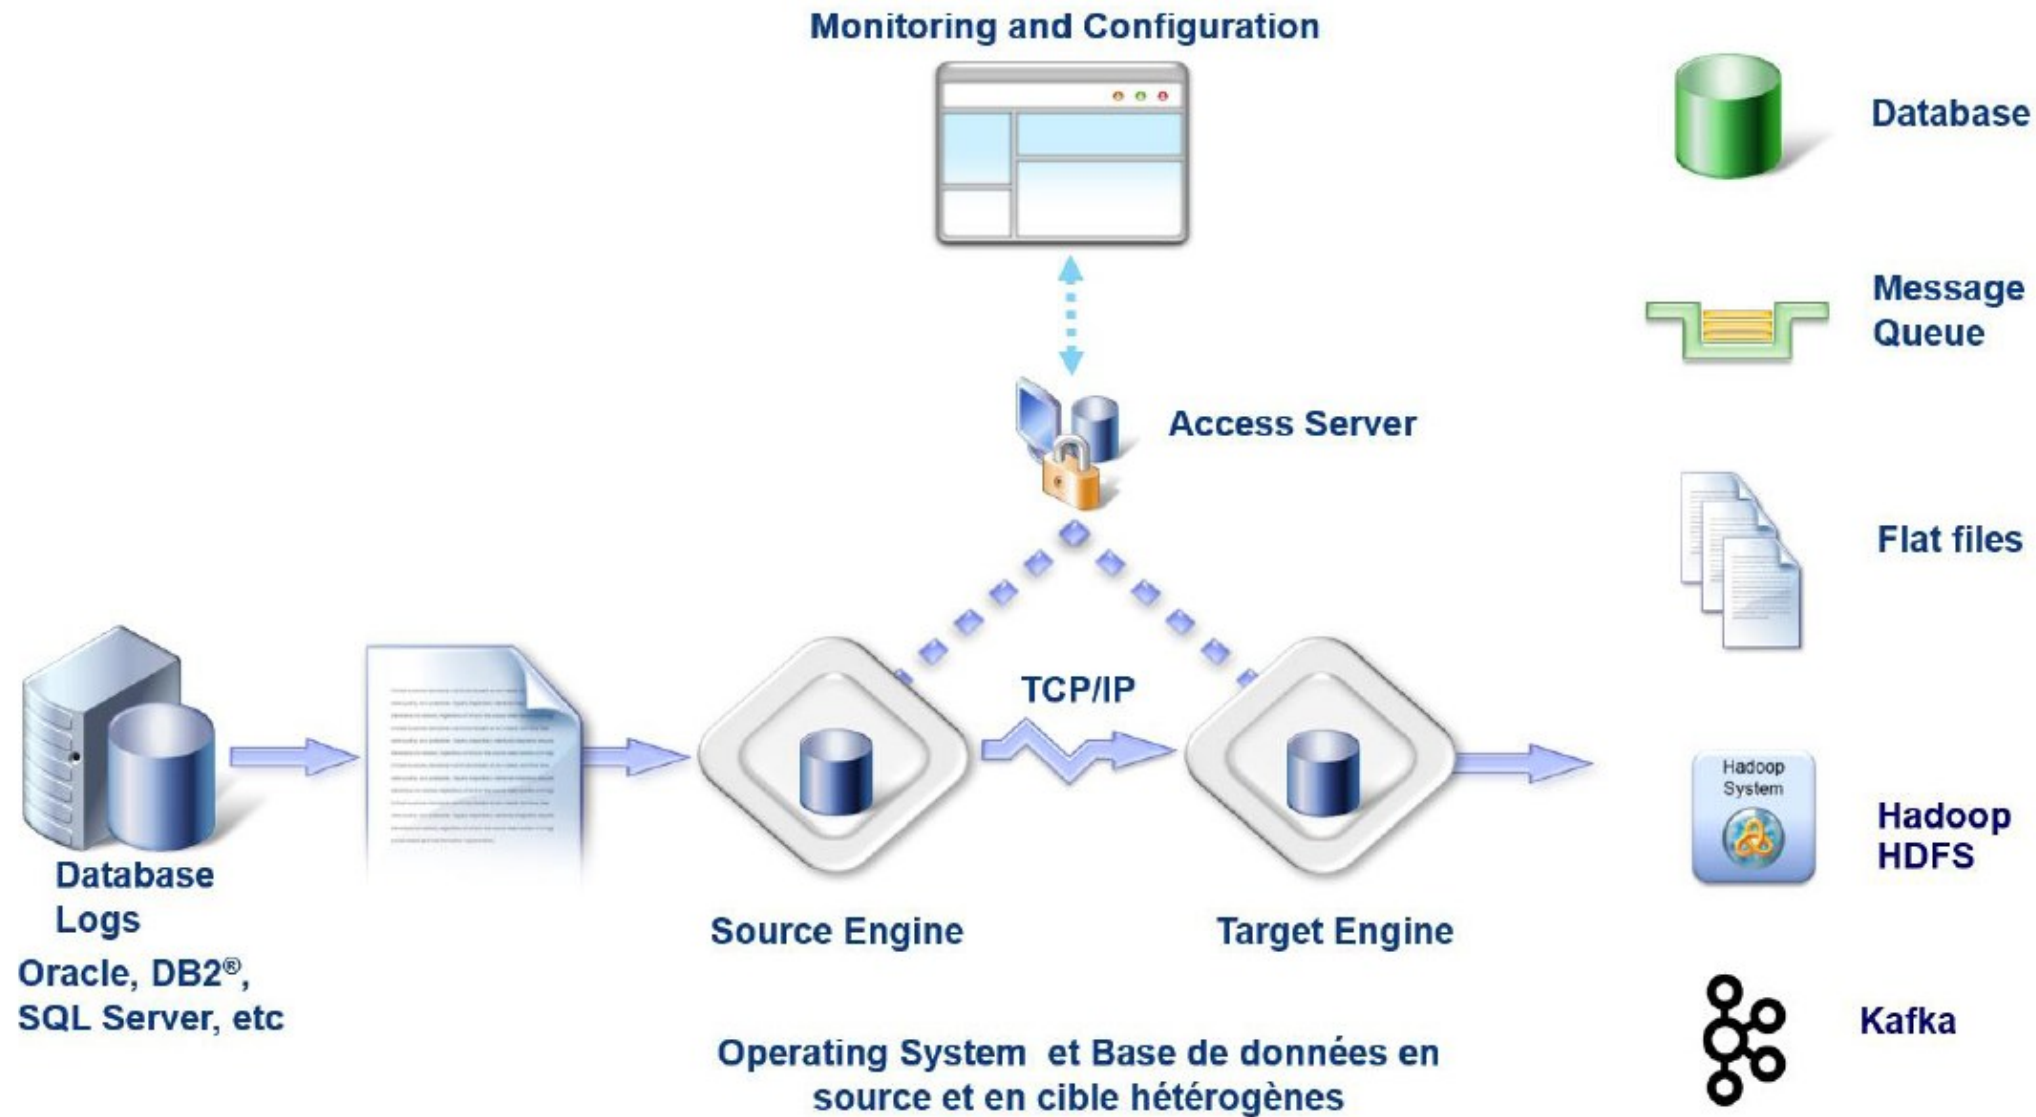 Monitoring and Configuration
Database
Message
Queue
Access Server
Flat files
TCP/IP
Hadoop
System
Hadoop
HDFS
Database
Logs
Source Engine
Target Engine
Oracle, DB2®,
SQL Server, etc
Kafka
Operating System et Base de données en
source et en cible hétérogènes